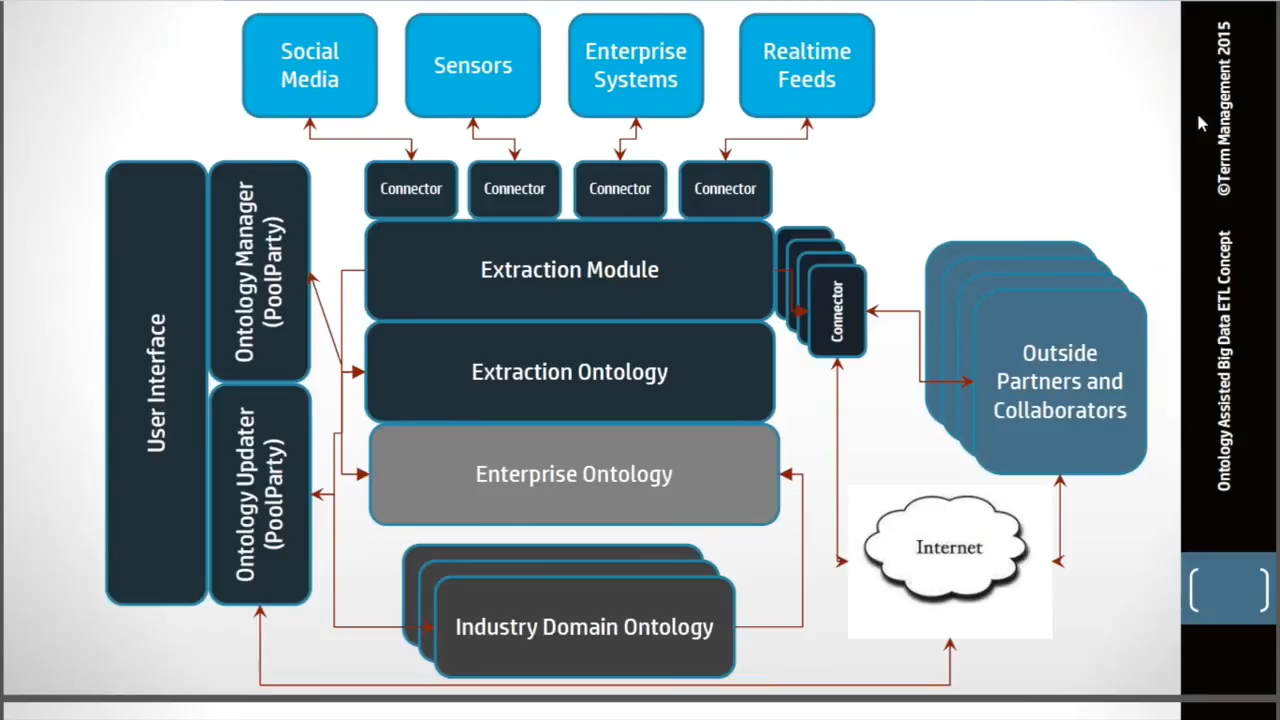 Social
Media
Sensors
Enterprise
Systems
Realtime
Feeds
Connector
Connector
Connector
Connector
User Interface
Ontology Manager
(PoolParty)
Ontology Updater
(PoolParty)
Extraction Module
Extraction Ontology
Enterprise Ontology
Industry Domain Ontology
Connector
Outside
Partners and
Collaborators
Internet
Ontology Assisted Big Data ETL Concept ©Term Management 2015